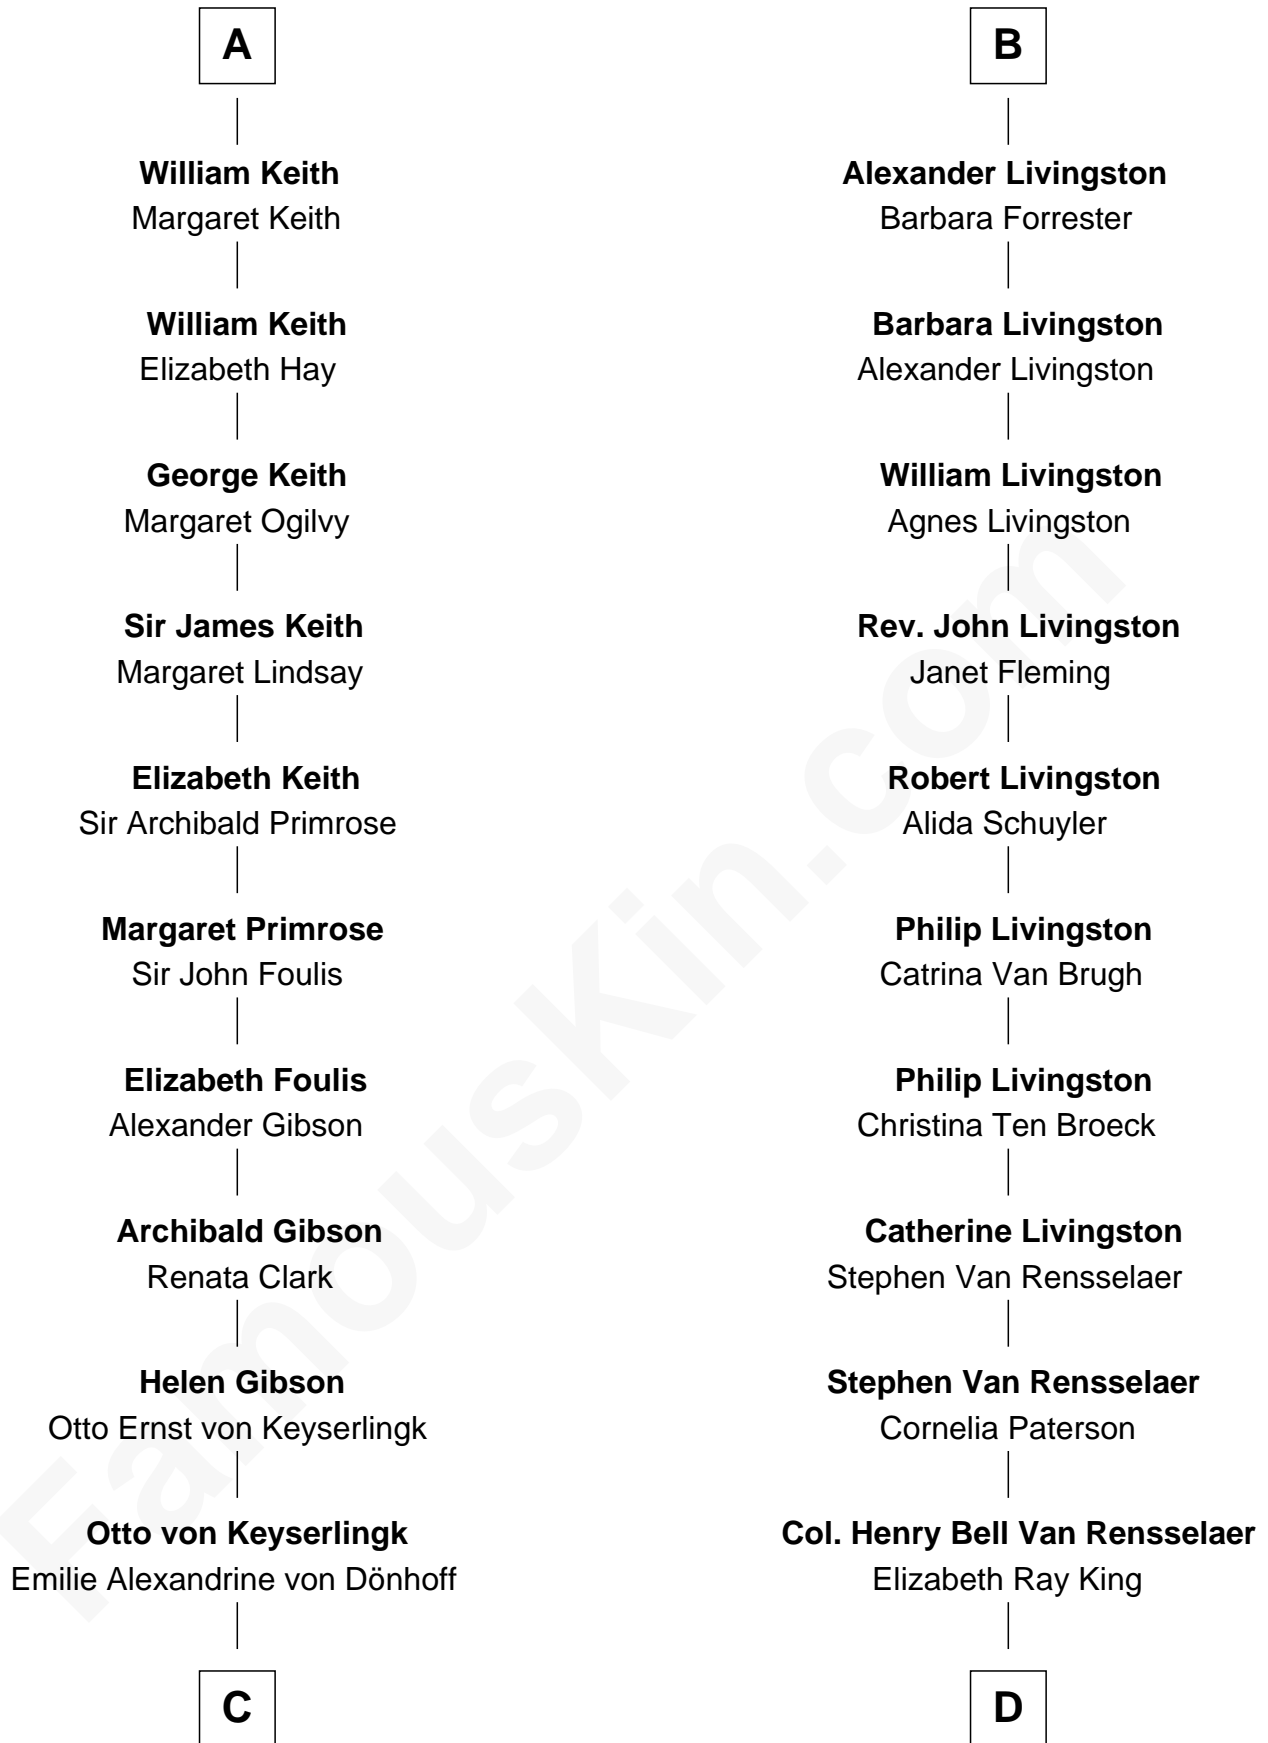 A
William Keith
Margaret Keith
William Keith
Elizabeth Hay
George Keith
Margaret Ogilvy
Sir James Keith
Margaret Lindsay
Elizabeth Keith
Sir Archibald Primrose
Margaret Primrose
Sir John Foulis
Elizabeth Foulis
Alexander Gibson
Archibald Gibson
Renata Clark
Helen Gibson
Otto Ernst von Keyserlingk
Otto von Keyserlingk
Emilie Alexandrine von Dönhoff
C
B
Alexander Livingston
Barbara Forrester
Barbara Livingston
Alexander Livingston
William Livingston
Agnes Livingston
Rev. John Livingston
Janet Fleming
Robert Livingston
Alida Schuyler
Philip Livingston
Catrina Van Brugh
Philip Livingston
Christina Ten Broeck
Catherine Livingston
Stephen Van Rensselaer
Stephen Van Rensselaer
Cornelia Paterson
Col. Henry Bell Van Rensselaer
Elizabeth Ray King
D
FamousKin.com